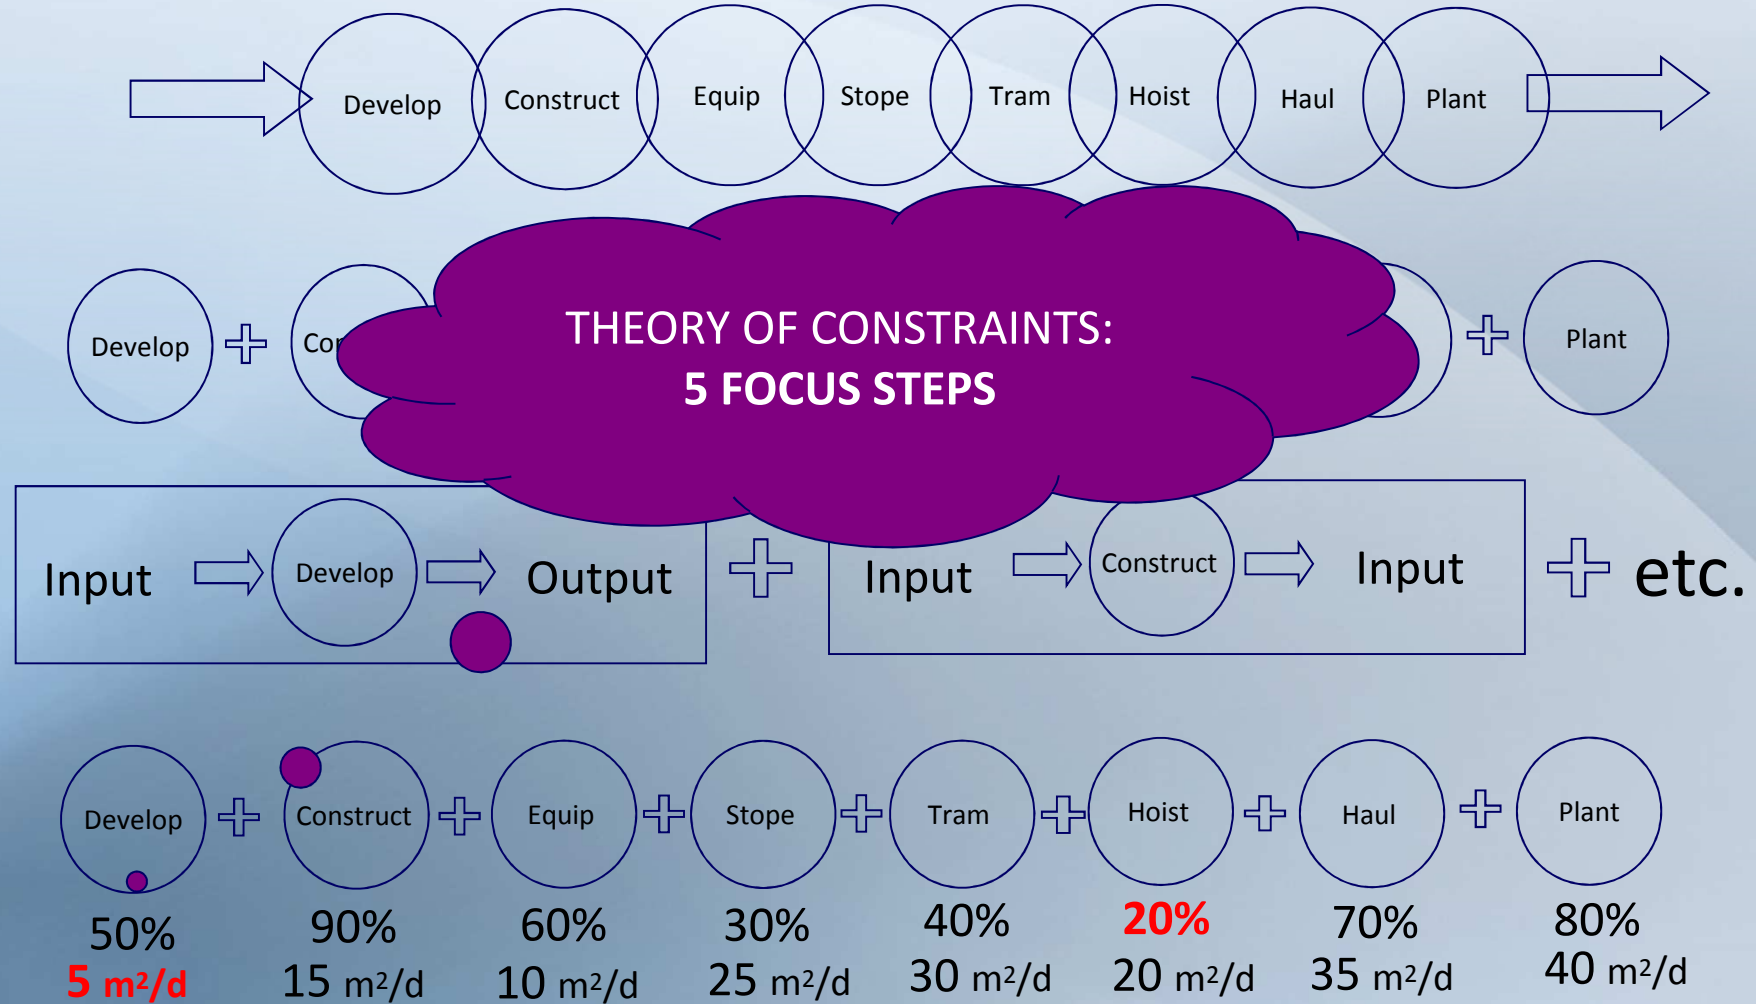 Develop Construct Equip Stope Tram Hoist Haul Plant
THEORY OF CONSTRAINTS:
5 FOCUS STEPS
Develop Plant
Input Develop Output Input Construct Input etc.
Develop Construct Equip Stope Tram Hoist Haul Plant
50% 90% 60% 30% 40% 20% 70% 80%
5 m²/d 15 m²/d 10 m²/d 25 m²/d 30 m²/d 20 m²/d 35 m²/d 40 m²/d